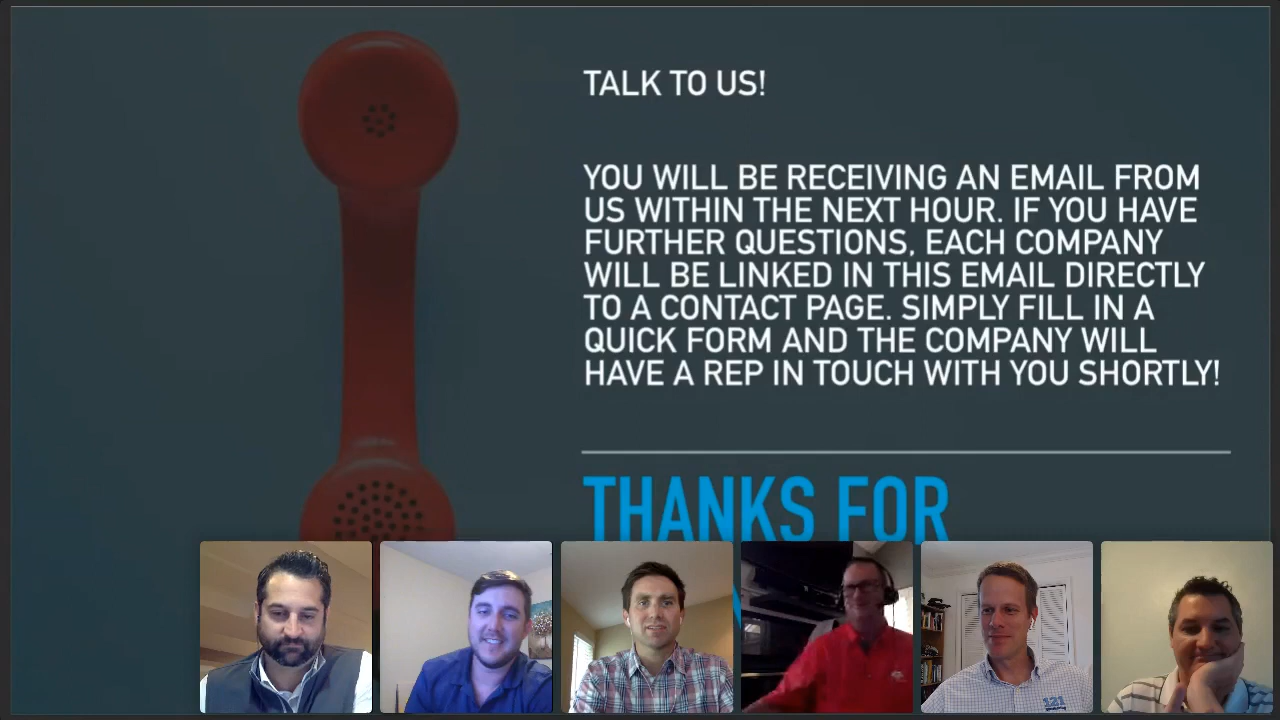 TALK TO US!
YOU WILL BE RECEIVING AN EMAIL FROM
US WITHIN THE NEXT HOUR. IF YOU HAVE
FURTHER QUESTIONS, EACH COMPANY
WILL BE LINKED IN THIS EMAIL DIRECTLY
TO A CONTACT PAGE. SIMPLY FILL IN A
QUICK FORM AND THE COMPANY WILL
HAVE A REP IN TOUCH WITH YOU SHORTLY!
THANKS FOR
121